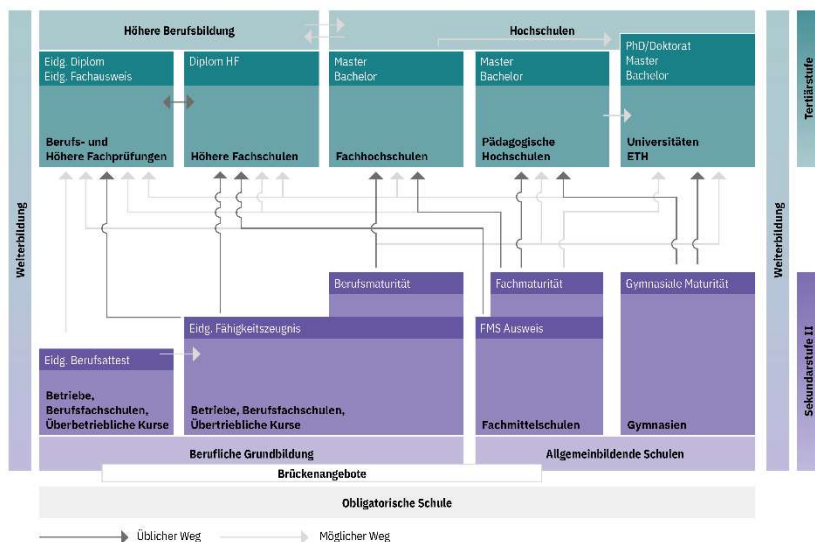 Höhere Berufsbildung
Hochschulen
Eidg. Diplom
Eidg. Fachausweis
Berufs- und
Höhere Fachprüfungen
Diplom HF
Höhere Fachschulen
Master
Bachelor
Fachhochschulen
Master
Bachelor
Pädagogische
Hochschulen
PhD/Doktorat
Master
Bachelor
Universitäten
ETH
Weiterbildung
Weiterbildung
Tertiärstufe
Sekundarstufe II
Berufsmaturität
Fachmaturität
Gymnasiale Maturität
Eidg. Fähigkeitszeugnis
FMS Ausweis
Eidg. Berufsattest
Betriebe,
Berufsfachschulen,
Überbetriebliche Kurse
Betriebe, Berufsfachschulen,
Übertriebliche Kurse
Fachmittelschulen
Gymnasien
Berufliche Grundbildung
Allgemeinbildende Schulen
Brückenangebote
Obligatorische Schule
Üblicher Weg
Möglicher Weg